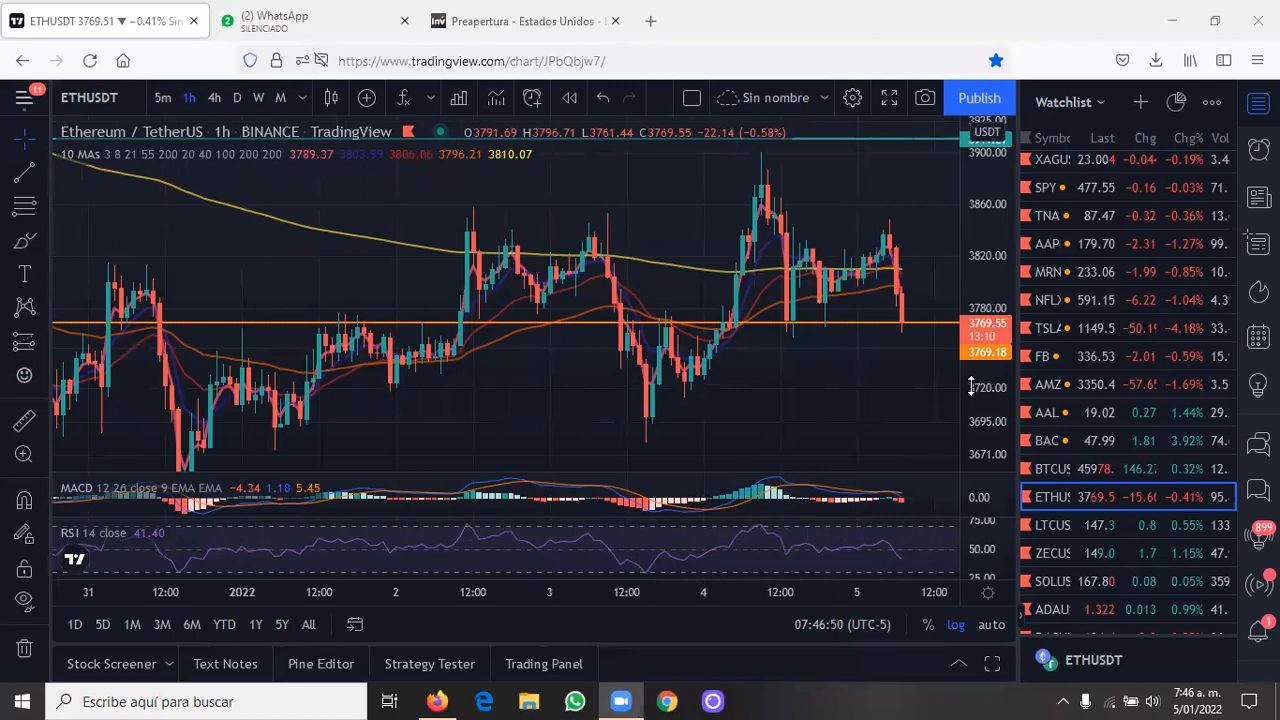 ETHUSDT 3769.51 ▼ −0.41% Sin
(2) WhatsApp
SILENCIADO
Preapertura - Estados Unidos -
https://www.tradingview.com/chart/JPbQbjw7/
11
ETHUSDT 5m 1h 4h D W M Sin nombre Publish
Watchlist
Ethereum / TetherUS · 1h · BINANCE · TradingView O3791.69 H3796.71 L3761.44 C3769.55 −22.14 (−0.58%)
10 MAs 3 8 21 55 200 20 40 100 200 230 3789.37 3803.99 3806.06 3796.21 3810.07
3925.00
USDT
3900.00
3860.00
3820.00
3780.00
3769.55
13:10
3769.18
3720.00
3695.00
3671.00
MACD 12 26 close 9 EMA EMA −4.34 1.18 5.45
0.00
RSI 14 close 41.40
75.00
50.00
25.00
31 12:00 2022 12:00 2 12:00 3 12:00 4 12:00 5 12:00
1D 5D 1M 3M 6M YTD 1Y 5Y All
07:46:50 (UTC-5) % log auto
Stock Screener Text Notes Pine Editor Strategy Tester Trading Panel
Symbo Last Chg Chg% Vol
XAGUS 23.004 −0.04 −0.19% 3.4
SPY 477.55 −0.16 −0.03% 71.
TNA 87.47 −0.32 −0.36% 13.
AAP 179.70 −2.31 −1.27% 99.
MRN 233.06 −1.99 −0.85% 10.
NFL 591.15 −6.22 −1.04% 4.3
TSL 1149.5 −50.1 −4.18% 33.
FB 336.53 −2.01 −0.59% 15.
AMZ 3350.4 −57.6 −1.69% 3.5
AAL 19.02 0.27 1.44% 29.
BAC 47.99 1.81 3.92% 74.
BTCUS 45978. 146.2 0.32% 12.
ETHUS 3769.5 −15.60 −0.41% 95.
LTCUS 147.3 0.8 0.55% 133
ZECUS 149.0 1.7 1.15% 47.
SOLUS 167.80 0.08 0.05% 359
ADAU 1.322 0.013 0.99% 41.
ETHUSDT
899
1
Escribe aquí para buscar
7:46 a. m.
5/01/2022